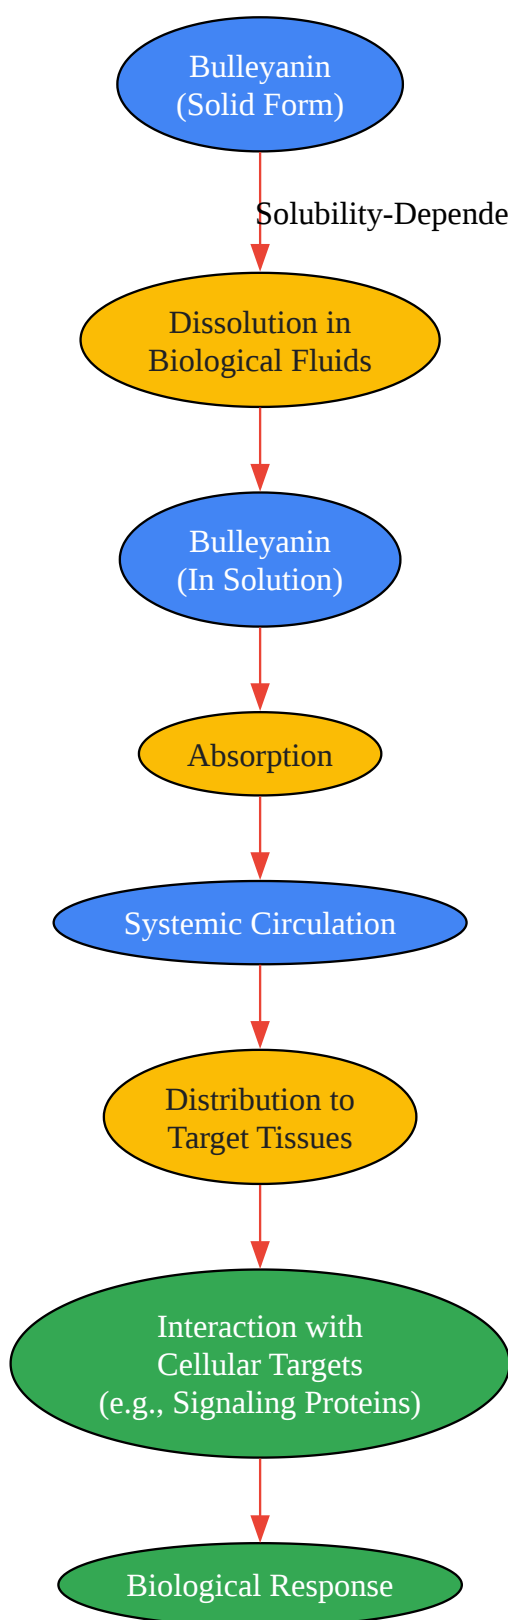 Bulleyanin
(Solid Form)
Solubility-Depende
Dissolution in
Biological Fluids
Bulleyanin
(In Solution)
Absorption
Systemic Circulation
Distribution to
Target Tissues
Interaction with
Cellular Targets
(e.g., Signaling Proteins)
Biological Response